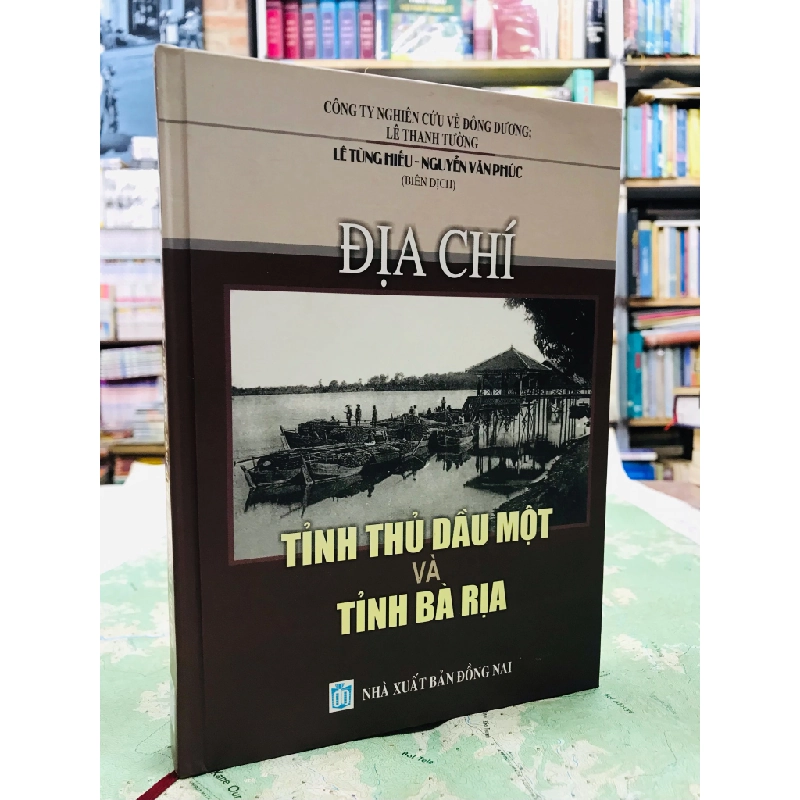 CÔNG TY NGHIÊN CỨU VỀ ĐÔNG DƯƠNG:
LÊ THANH TƯỜNG
LÊ TÙNG HIẾU - NGUYỄN VĂN PHÚC
(BIÊN DỊCH)
ĐỊA CHÍ
TỈNH THỦ DẦU MỘT
VÀ
TỈNH BÀ RỊA
NHÀ XUẤT BẢN ĐỒNG NAI